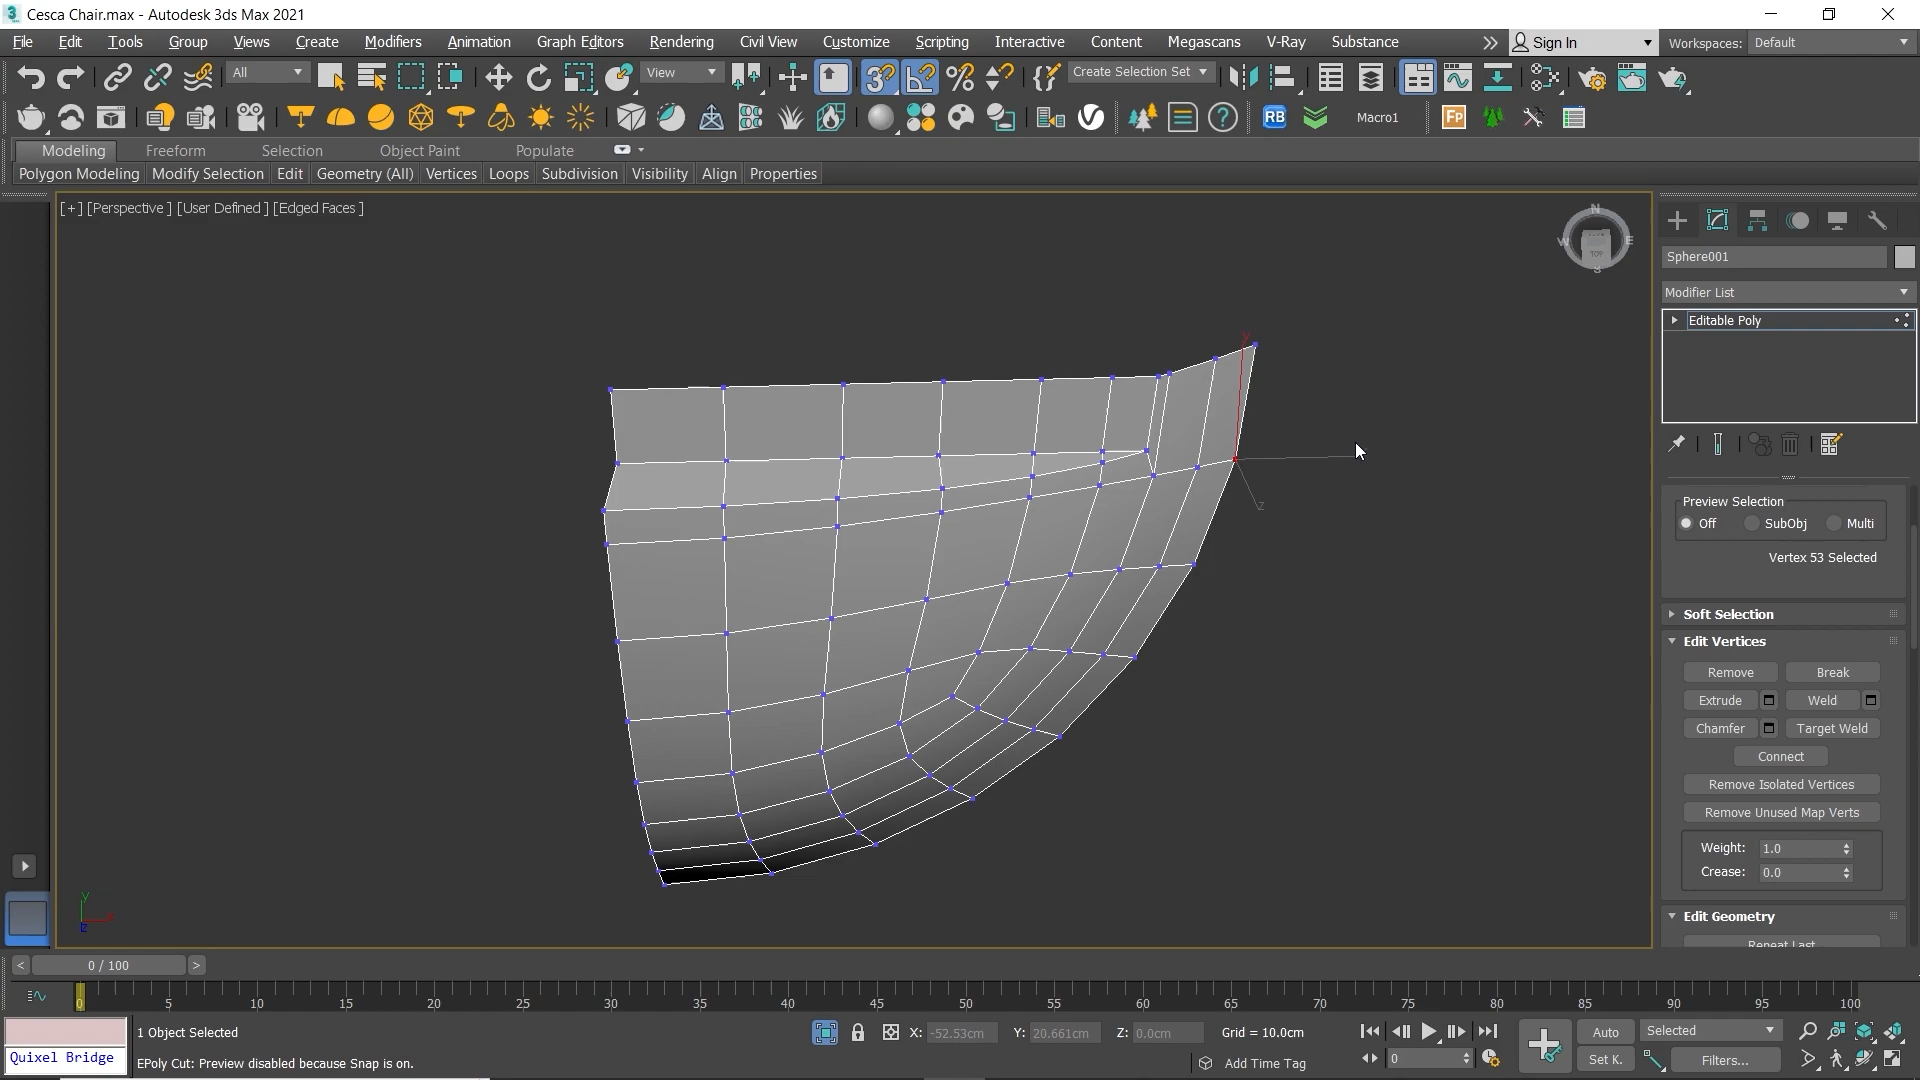 Cesca Chair.max - Autodesk 3ds Max 2021
File Edit Tools Group Views Create Modifiers Animation Graph Editors Rendering Civil View Customize Scripting Interactive Content Megascans V-Ray Substance Sign In Workspaces: Default
All View Create Selection Set
RB Macro1 Fp
Modeling Freeform Selection Object Paint Populate
Polygon Modeling Modify Selection Edit Geometry (All) Vertices Loops Subdivision Visibility Align Properties
[+] [Perspective ] [User Defined ] [Edged Faces ]
N
W E
TOP
S
Sphere001
Modifier List
Editable Poly
y
z
Preview Selection
Off SubObj Multi
Vertex 53 Selected
Soft Selection
Edit Vertices
Remove Break
Extrude Weld
Chamfer Target Weld
Connect
Remove Isolated Vertices
Remove Unused Map Verts
Weight: 1.0
Crease: 0.0
Edit Geometry
Repeat Last
y
z
< 0 / 100 >
0 5 10 15 20 25 30 35 40 45 50 55 60 65 70 75 80 85 90 95 100
1 Object Selected X: -52.53cm Y: 20.661cm Z: 0.0cm Grid = 10.0cm Auto Selected
Quixel Bridge EPoly Cut: Preview disabled because Snap is on. Add Time Tag 0 Set K. Filters...